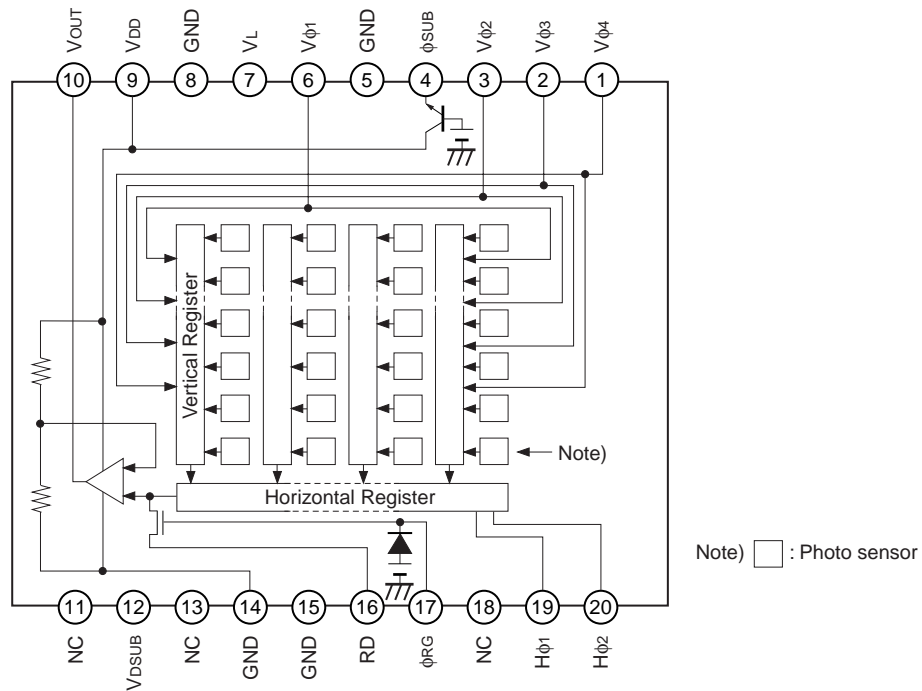 VOUT
VDD
GND
VL
Vϕ1
GND
ϕSUB
Vϕ2
Vϕ3
Vϕ4
10
9
8
7
6
5
4
3
2
1
Vertical Register
Note)
Horizontal Register
Note) : Photo sensor
11
12
13
14
15
16
17
18
19
20
NC
VDSUB
NC
GND
GND
RD
ϕRG
NC
Hϕ1
Hϕ2